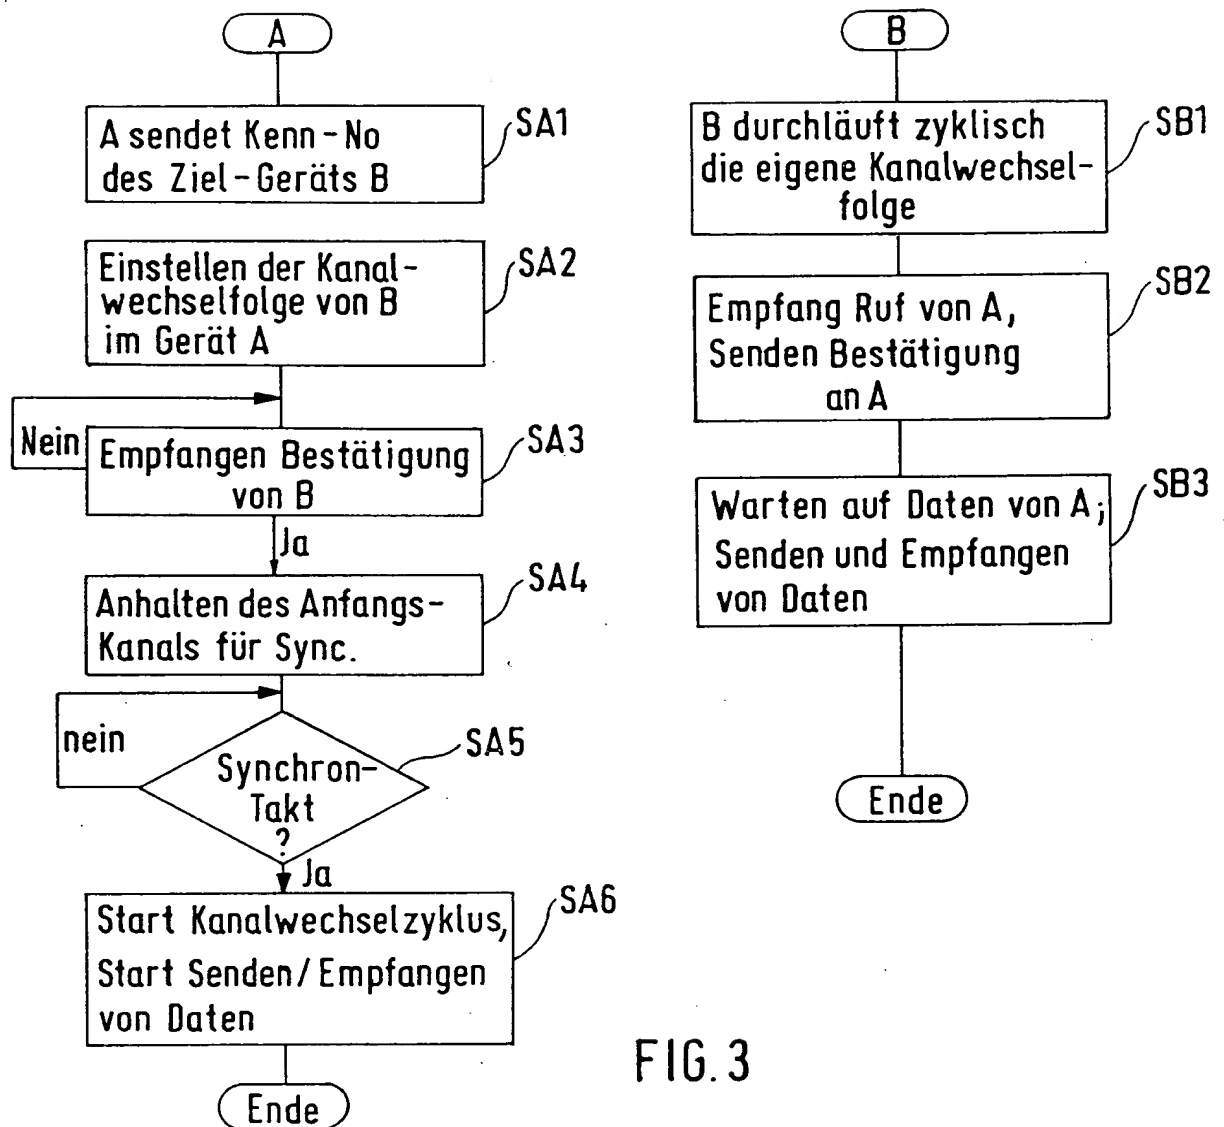 A
A sendet Kenn-No
des Ziel-Geräts B
SA1
Einstellen der Kanal-
wechselfolge von B
im Gerät A
SA2
Nein
Empfangen Bestätigung
von B
SA3
Ja
Anhalten des Anfangs-
Kanals für Sync.
SA4
nein
Synchron-
Takt
?
SA5
Ja
Start Kanalwechselzyklus,
Start Senden/Empfangen
von Daten
SA6
Ende
B
B durchläuft zyklisch
die eigene Kanalwechsel-
folge
SB1
Empfang Ruf von A,
Senden Bestätigung
an A
SB2
Warten auf Daten von A;
Senden und Empfangen
von Daten
SB3
Ende
FIG. 3